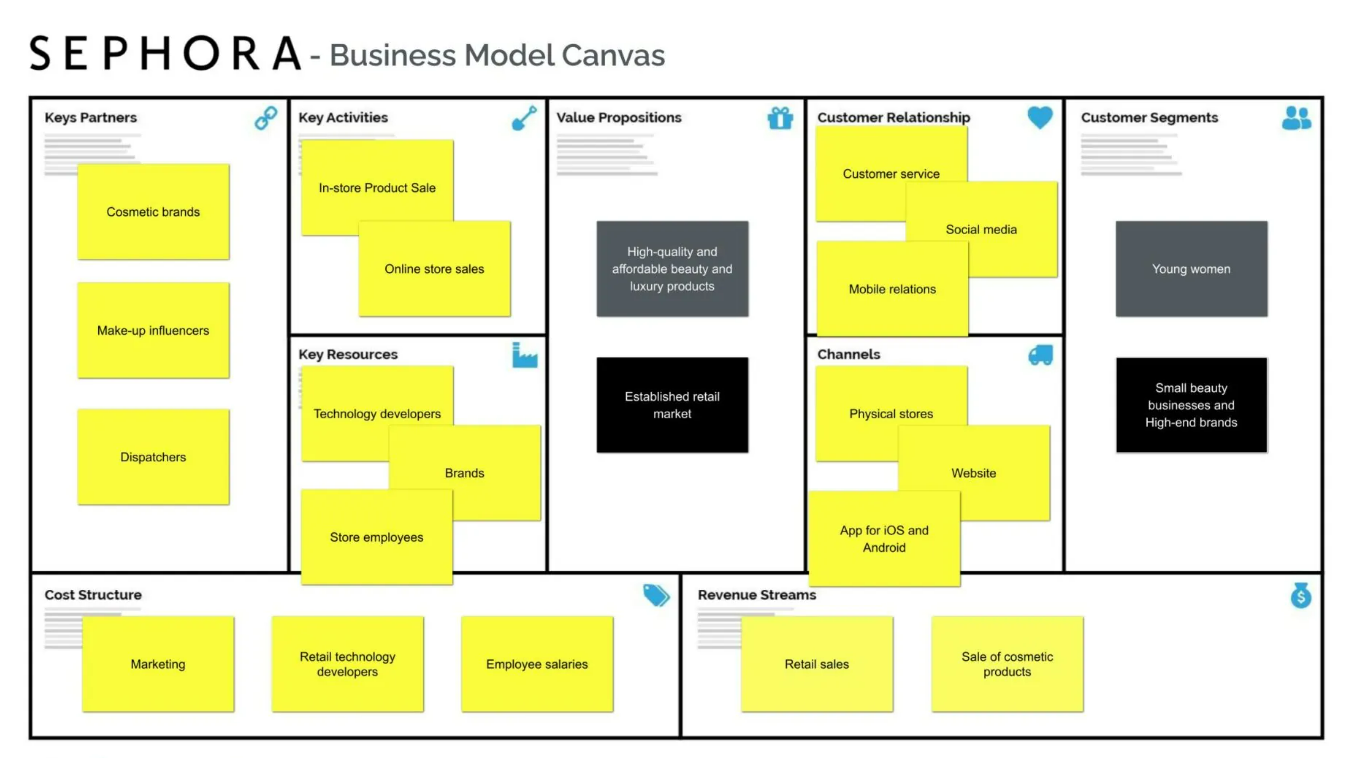 SEPHORA - Business Model Canvas
Keys Partners
Cosmetic brands
Make-up influencers
Dispatchers
Key Activities
In-store Product Sale
Online store sales
Key Resources
Technology developers
Brands
Store employees
Value Propositions
High-quality and
affordable beauty and
luxury products
Established retail
market
Customer Relationship
Customer service
Social media
Mobile relations
Channels
Physical stores
Website
App for iOS and
Android
Customer Segments
Young women
Small beauty
businesses and
High-end brands
Cost Structure
Marketing
Retail technology
developers
Employee salaries
Revenue Streams
$
Retail sales
Sale of cosmetic
products